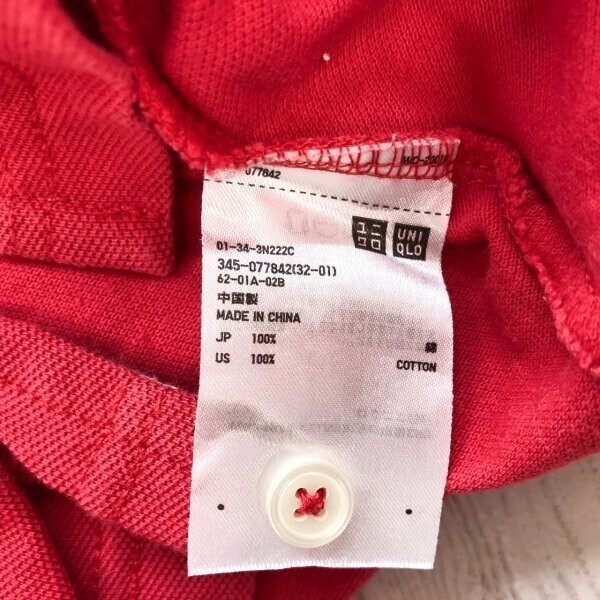 077842
ユニ
クロ
UNI
QLO
01-34-3N222C
345-077842(32-01)
62-01A-02B
中国製
MADE IN CHINA
JP 100% 綿
US 100% COTTON